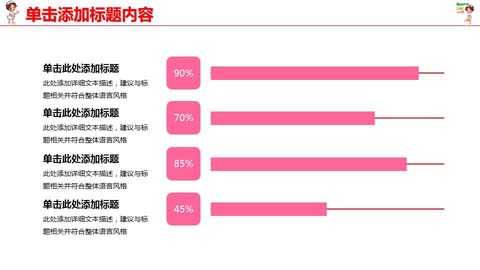 单击添加标题内容
单击此处添加标题
此处添加详细文本描述，建议与标
题相关并符合整体语言风格
90%
单击此处添加标题
此处添加详细文本描述，建议与标
题相关并符合整体语言风格
70%
单击此处添加标题
此处添加详细文本描述，建议与标
题相关并符合整体语言风格
85%
单击此处添加标题
此处添加详细文本描述，建议与标
题相关并符合整体语言风格
45%